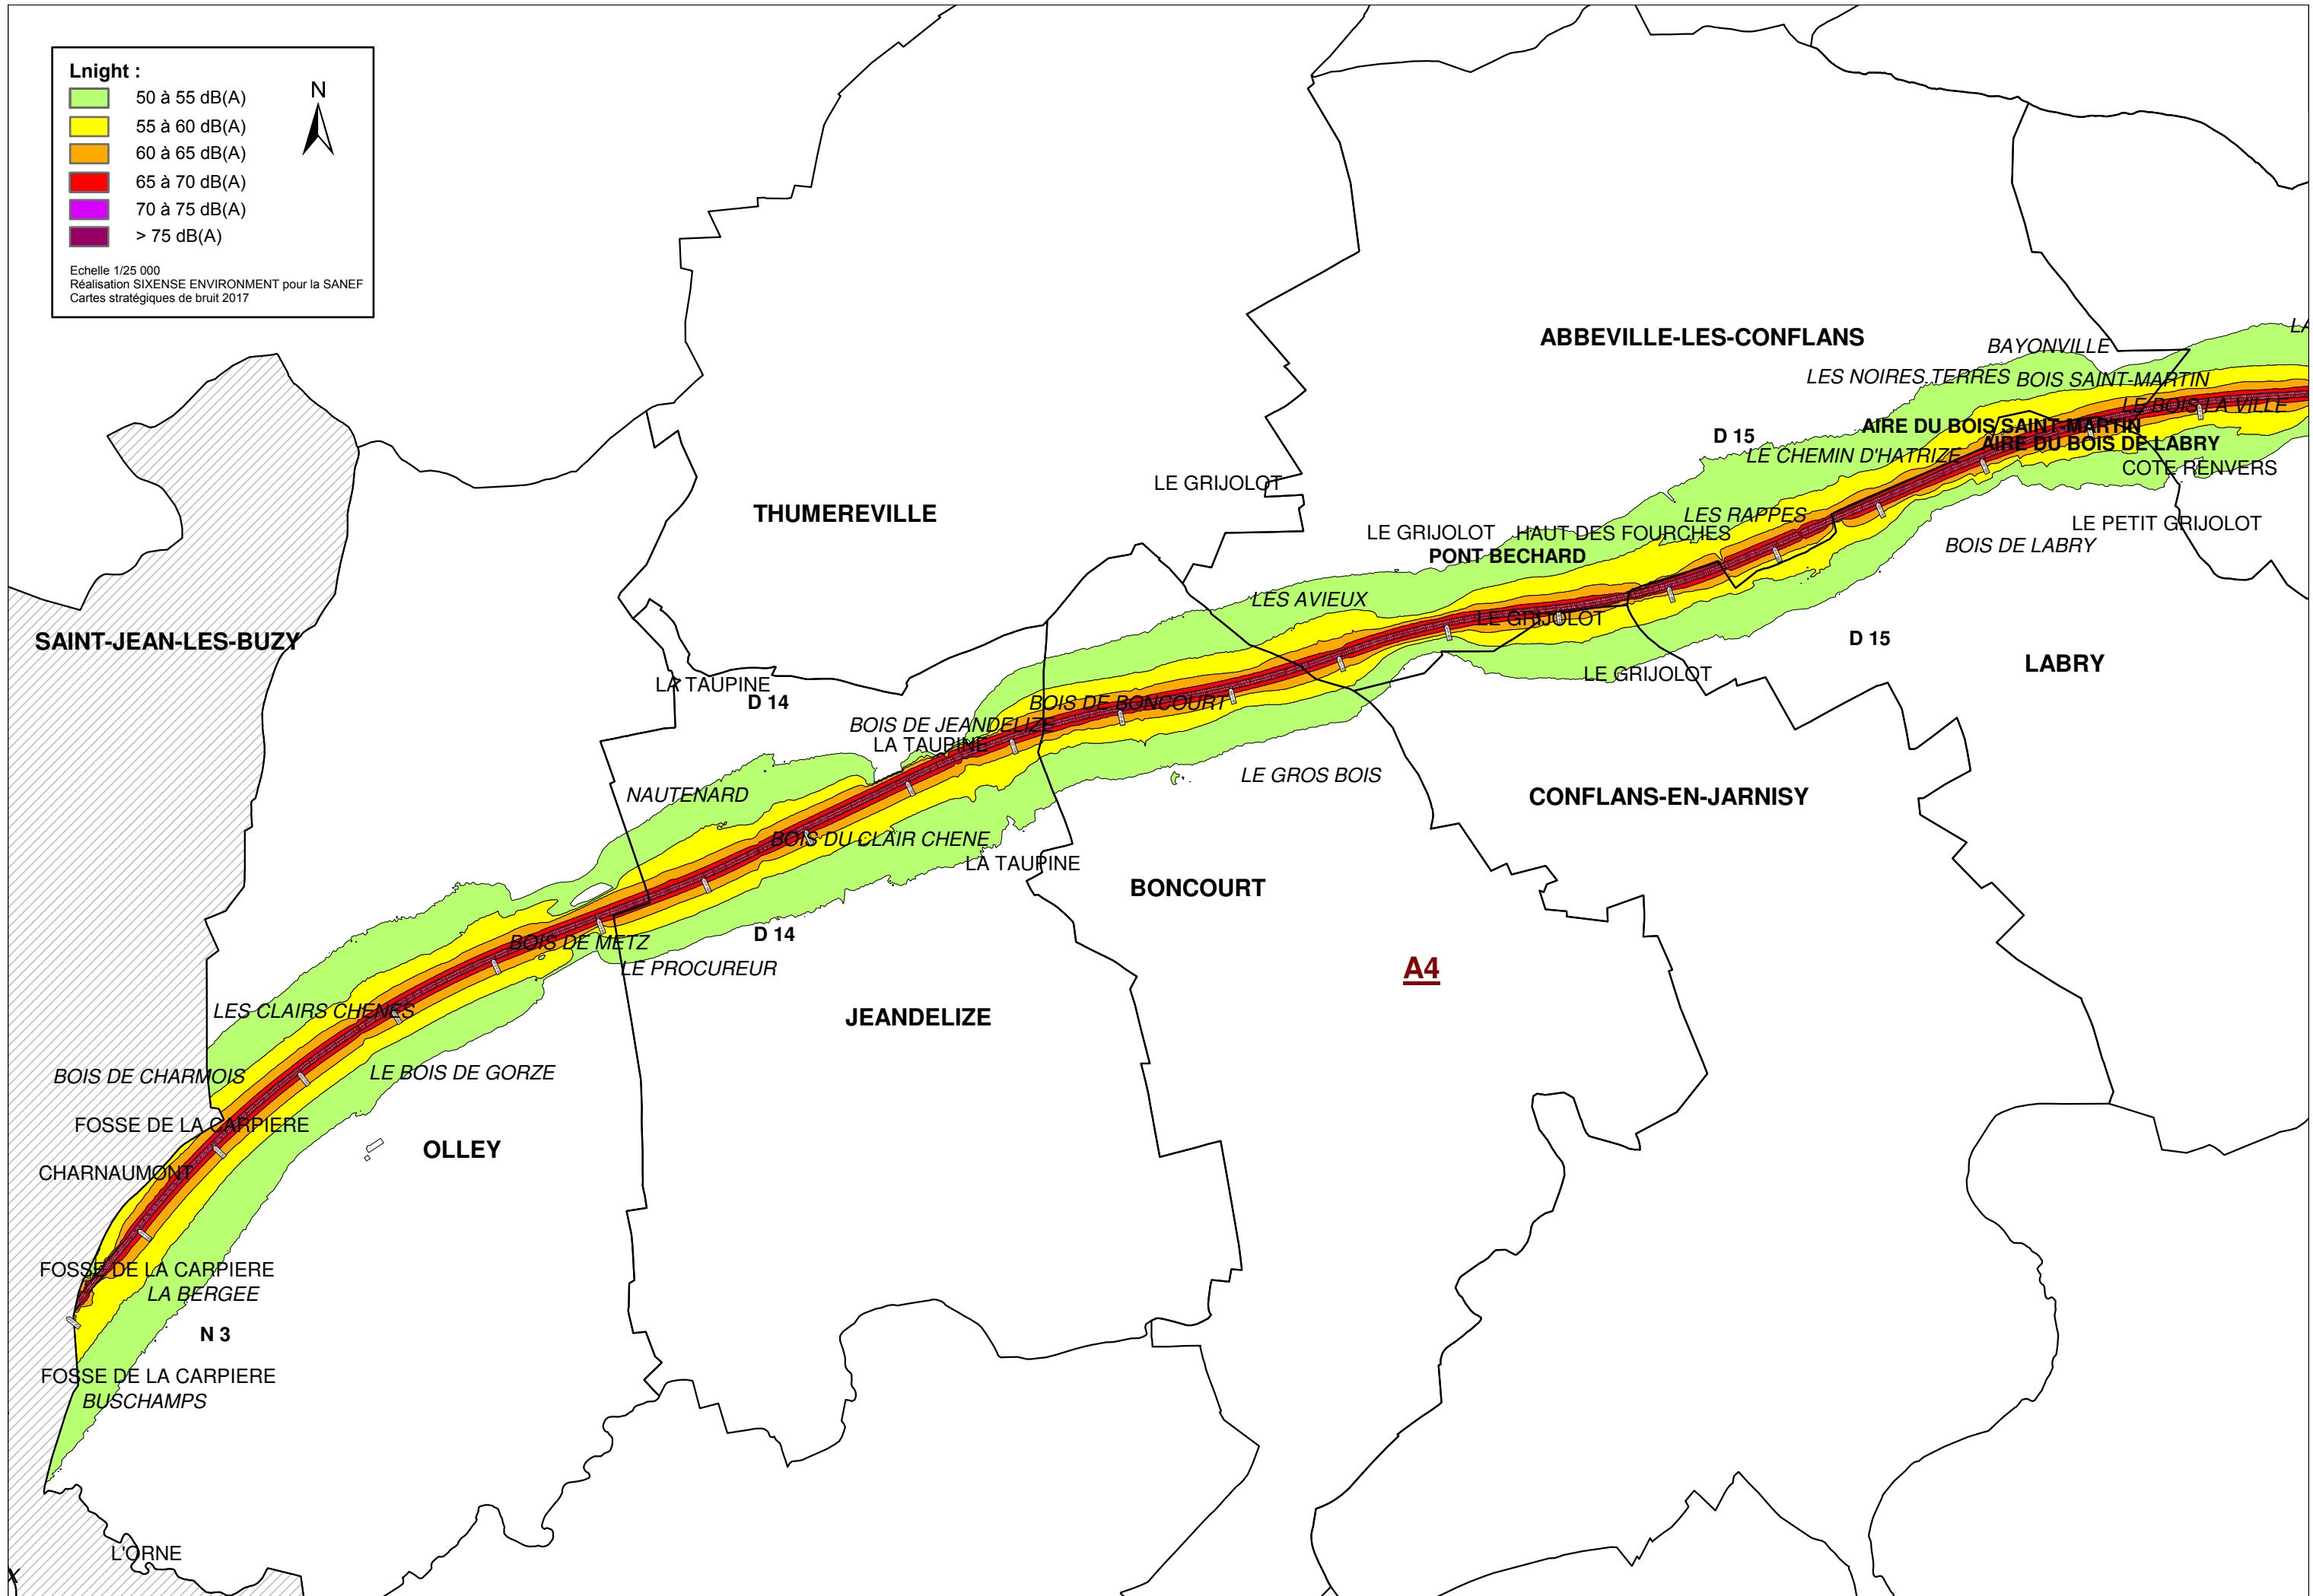 Lnight :
N
50 à 55 dB(A)
55 à 60 dB(A)
60 à 65 dB(A)
65 à 70 dB(A)
70 à 75 dB(A)
> 75 dB(A)
Echelle 1/25 000
Réalisation SIXENSE ENVIRONMENT pour la SANEF
Cartes stratégiques de bruit 2017
LA
ABBEVILLE-LES-CONFLANS
BAYONVILLE
LES NOIRES TERRES
BOIS SAINT-MARTIN
LE BOIS LA VILLE
AIRE DU BOIS/SAINT-MARTIN
D 15
AIRE DU BOIS DE LABRY
LE CHEMIN D'HATRIZE
COTE RENVERS
LE GRIJOLOT
THUMEREVILLE
LES RAPPES
LE PETIT GRIJOLOT
LE GRIJOLOT
HAUT DES FOURCHES
BOIS DE LABRY
PONT BECHARD
LES AVIEUX
LE GRIJOLOT
D 15
SAINT-JEAN-LES-BUZY
LABRY
LE GRIJOLOT
LA TAUPINE
D 14
BOIS DE BONCOURT
BOIS DE JEANDELIZE
LA TAUPINE
LE GROS BOIS
NAUTENARD
CONFLANS-EN-JARNISY
BOIS DU CLAIR CHENE
LA TAUPINE
BONCOURT
D 14
BOIS DE METZ
LE PROCUREUR
A4
LES CLAIRS CHENES
JEANDELIZE
BOIS DE CHARMOIS
LE BOIS DE GORZE
FOSSE DE LA CARPIERE
OLLEY
CHARNAUMONT
FOSSE DE LA CARPIERE
LA BERGEE
N 3
FOSSE DE LA CARPIERE
BUSCHAMPS
L'ORNE
X